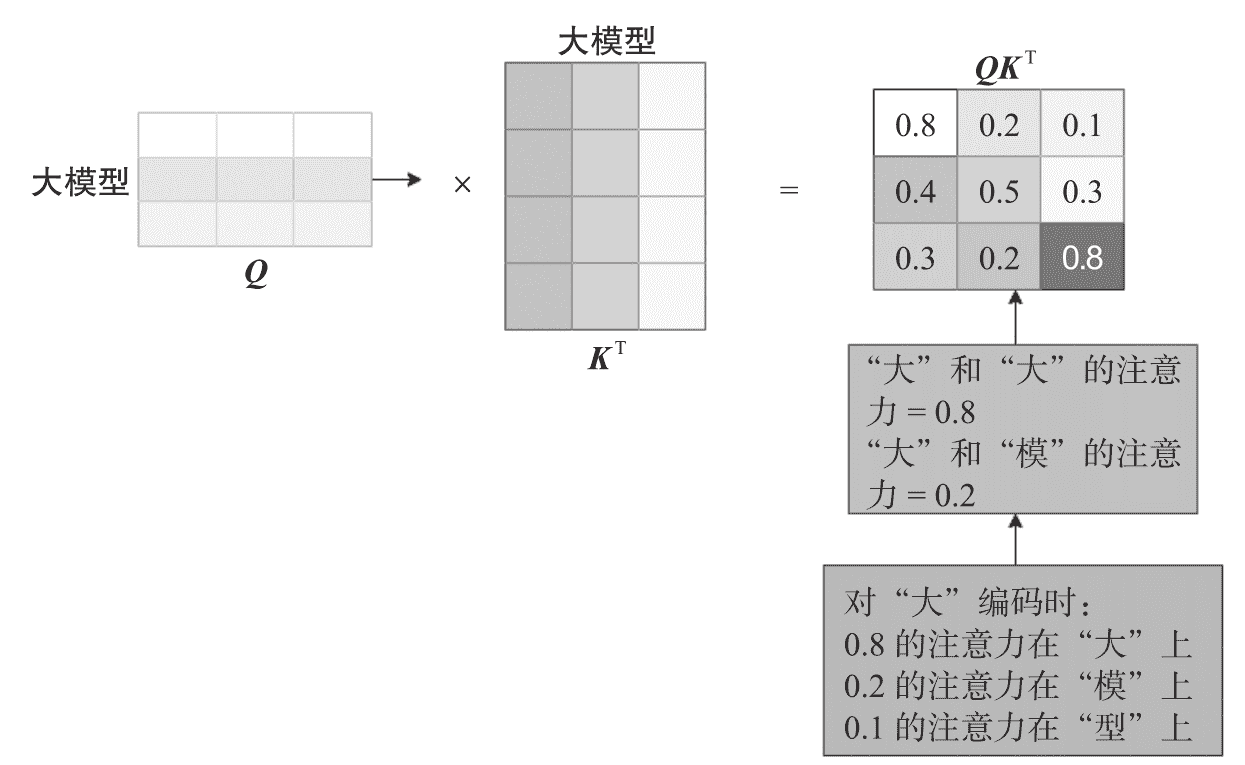 大模型
Q
×
大模型
K^T
=
QK^T
0.8 0.2 0.1
0.4 0.5 0.3
0.3 0.2 0.8
“大”和“大”的注意
力 = 0.8
“大”和“模”的注意
力 = 0.2
对“大”编码时：
0.8 的注意力在“大”上
0.2 的注意力在“模”上
0.1 的注意力在“型”上